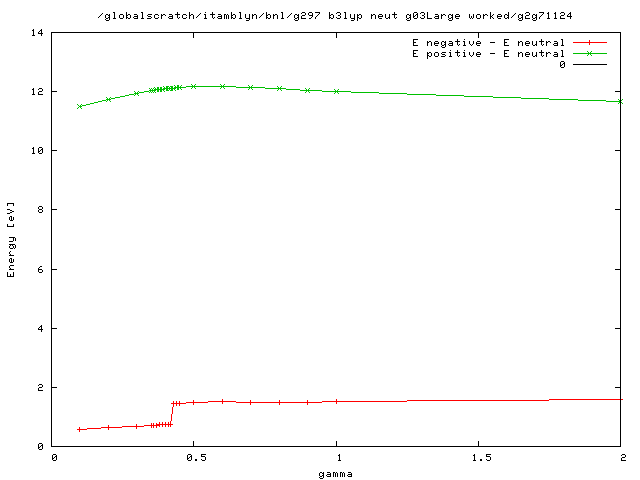 /globalscratch/itamblyn/bnl/g297 b3lyp neut g03Large worked/g2g71124
E negative - E neutral
E positive - E neutral
0
14
12
10
8
6
4
2
0
Energy [eV]
0 0.5 1 1.5 2
gamma